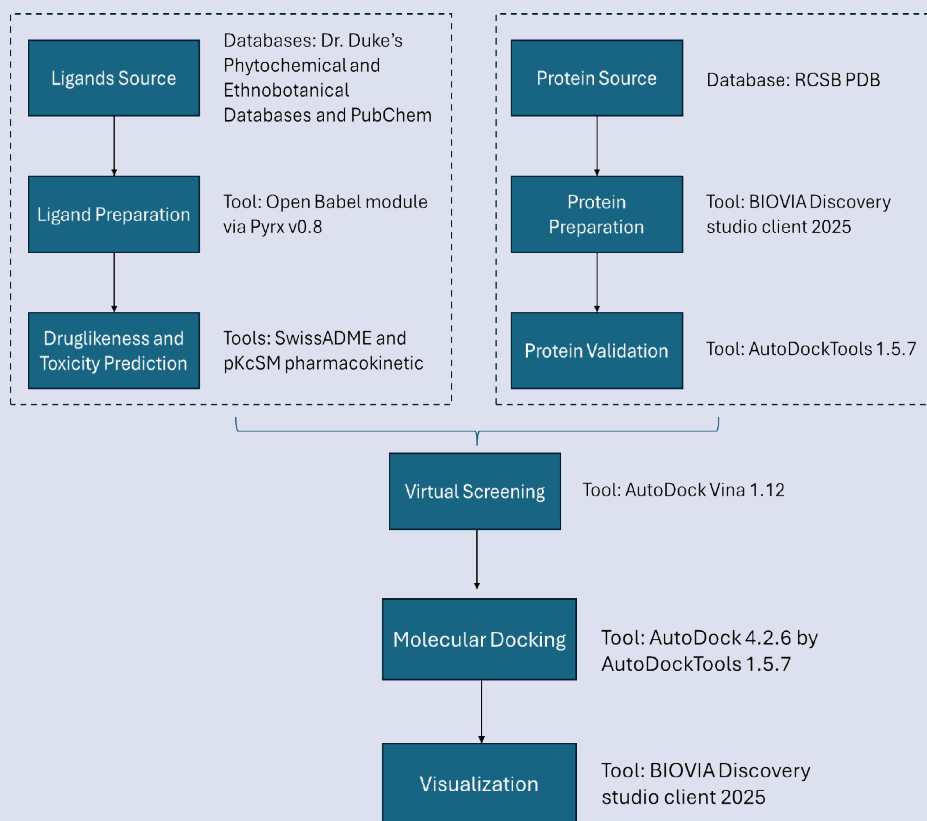 Ligands Source
Databases: Dr. Duke's
Phytochemical and
Ethnobotanical
Databases and PubChem
Ligand Preparation
Tool: Open Babel module
via Pyrx v0.8
Druglikeness and
Toxicity Prediction
Tools: SwissADME and
pKcSM pharmacokinetic
Protein Source
Database: RCSB PDB
Protein
Preparation
Tool: BIOVIA Discovery
studio client 2025
Protein Validation
Tool: AutoDockTools 1.5.7
Virtual Screening
Tool: AutoDock Vina 1.12
Molecular Docking
Tool: AutoDock 4.2.6 by
AutoDockTools 1.5.7
Visualization
Tool: BIOVIA Discovery
studio client 2025